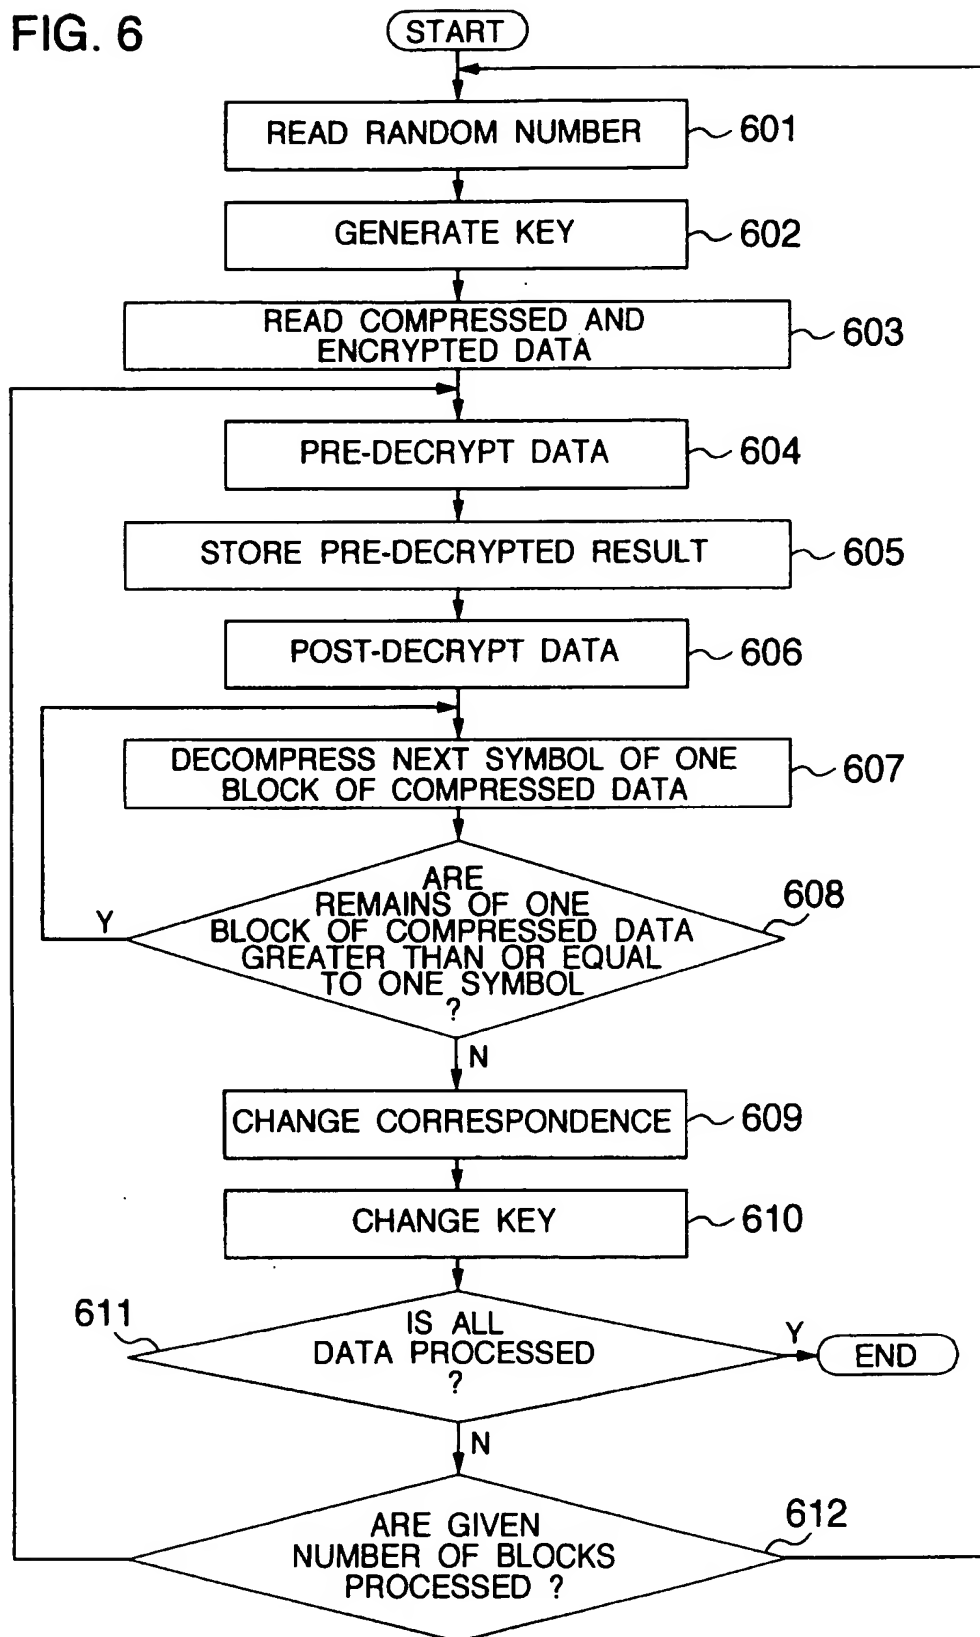 FIG. 6
START
READ RANDOM NUMBER
601
GENERATE KEY
602
READ COMPRESSED AND
ENCRYPTED DATA
603
PRE-DECRYPT DATA
604
STORE PRE-DECRYPTED RESULT
605
POST-DECRYPT DATA
606
DECOMPRESS NEXT SYMBOL OF ONE
BLOCK OF COMPRESSED DATA
607
ARE
REMAINS OF ONE
BLOCK OF COMPRESSED DATA
GREATER THAN OR EQUAL
TO ONE SYMBOL
?
608
Y
N
CHANGE CORRESPONDENCE
609
CHANGE KEY
610
611
IS ALL
DATA PROCESSED
?
Y
END
N
ARE GIVEN
NUMBER OF BLOCKS
PROCESSED ?
612